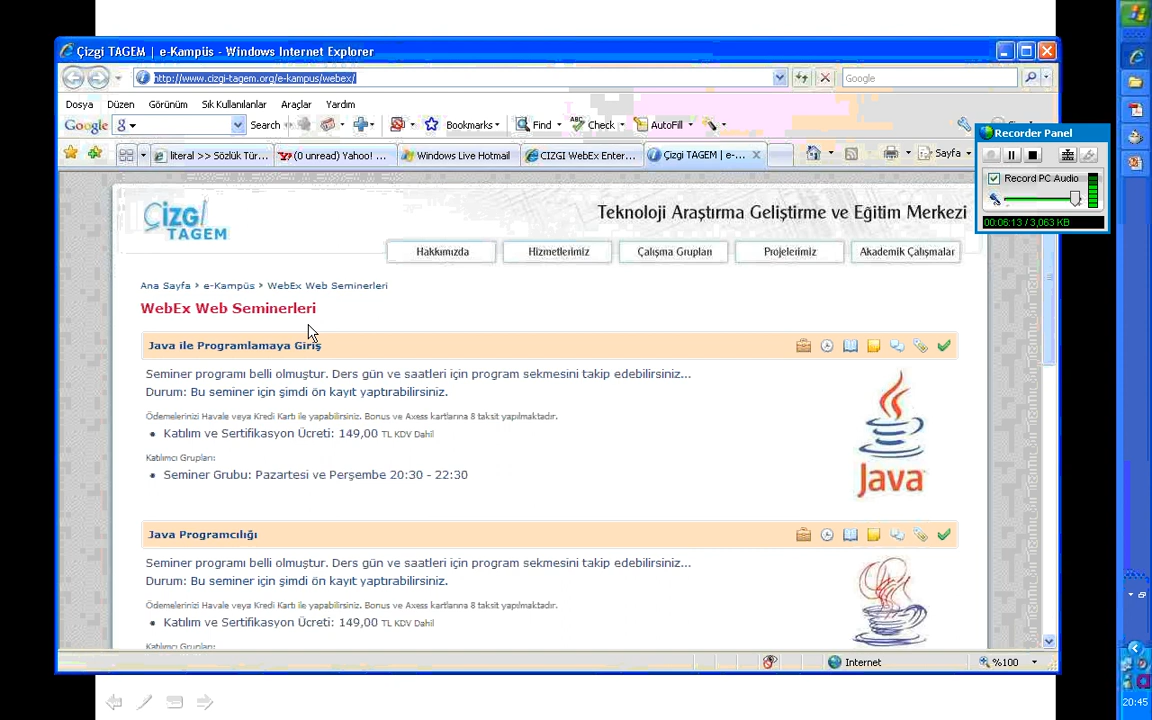 Çizgi TAGEM | e-Kampüs - Windows Internet Explorer
http://www.cizgi-tagem.org/e-kampus/webex/
Google
Dosya Düzen Görünüm Sık Kullanılanlar Araçlar Yardım
Google g Search Bookmarks Find Check AutoFill
literal >> Sözlük Tür... (0 unread) Yahoo! ... Windows Live Hotmail CIZGI WebEx Enter... Çizgi TAGEM | e-... Sayfa
Recorder Panel
Record PC Audio
00:06:13 / 3,063 KB
ÇİZGİ TAGEM
Teknoloji Araştırma Geliştirme ve Eğitim Merkezi
Hakkımızda Hizmetlerimiz Çalışma Grupları Projelerimiz Akademik Çalışmalar
Ana Sayfa > e-Kampüs > WebEx Web Seminerleri
WebEx Web Seminerleri
Java ile Programlamaya Giriş
Seminer programı belli olmuştur. Ders gün ve saatleri için program sekmesini takip edebilirsiniz...
Durum: Bu seminer için şimdi ön kayıt yaptırabilirsiniz.
Ödemelerinizi Havale veya Kredi Kartı ile yapabilirsiniz. Bonus ve Axess kartlarına 8 taksit yapılmaktadır.
• Katılım ve Sertifikasyon Ücreti: 149,00 TL KDV Dahil
Katılımcı Grupları:
• Seminer Grubu: Pazartesi ve Perşembe 20:30 - 22:30
Java
Java Programcılığı
Seminer programı belli olmuştur. Ders gün ve saatleri için program sekmesini takip edebilirsiniz...
Durum: Bu seminer için şimdi ön kayıt yaptırabilirsiniz.
Ödemelerinizi Havale veya Kredi Kartı ile yapabilirsiniz. Bonus ve Axess kartlarına 8 taksit yapılmaktadır.
• Katılım ve Sertifikasyon Ücreti: 149,00 TL KDV Dahil
Katılımcı Grupları:
Internet %100
20:45